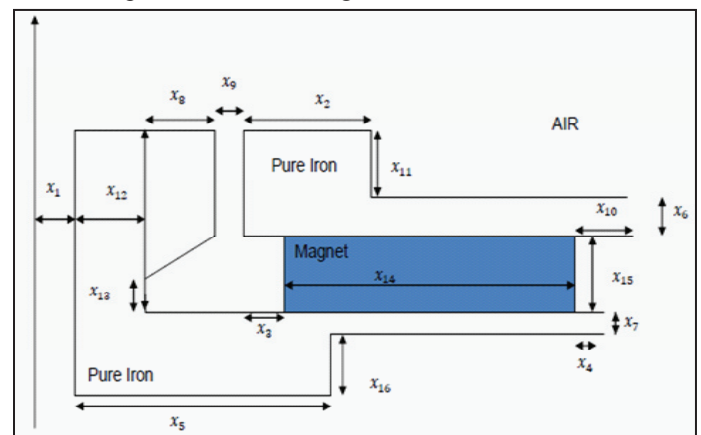 x₉
x₈
x₂
AIR
Pure Iron
x₁₁
x₁
x₁₂
x₁₀
x₆
Magnet
x₁₄
x₁₅
x₁₃
x₃
x₇
x₄
Pure Iron
x₁₆
x₅